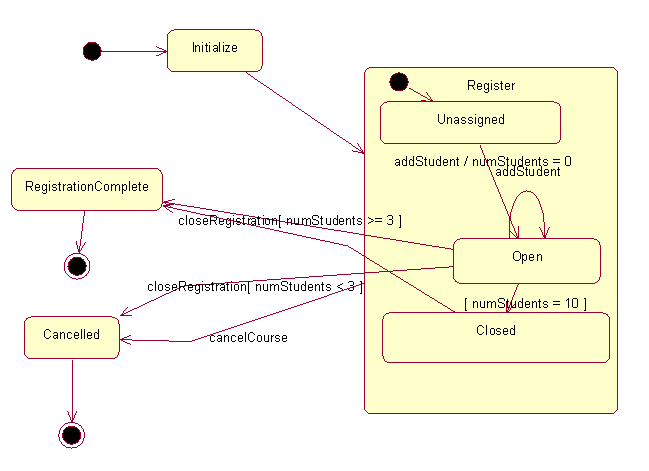 Initialize
Register
Unassigned
addStudent / numStudents = 0
addStudent
RegistrationComplete
closeRegistration[ numStudents >= 3 ]
Open
closeRegistration[ numStudents < 3 ]
[ numStudents = 10 ]
Closed
Cancelled
cancelCourse